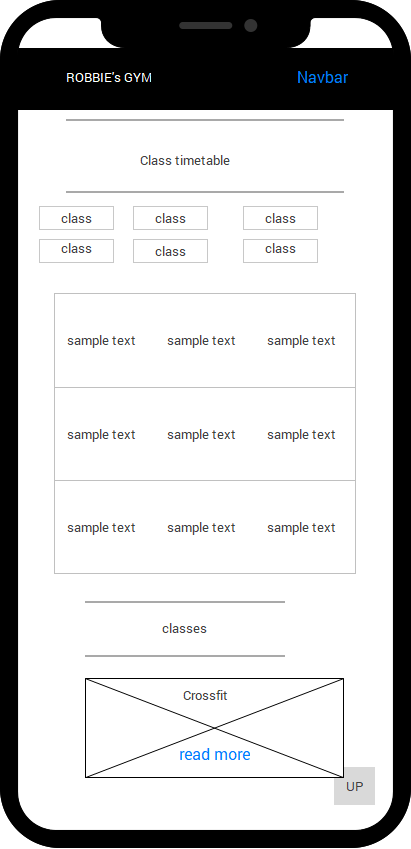 ROBBIE's GYM Navbar
Class timetable
class class class
class class class
sample text sample text sample text
sample text sample text sample text
sample text sample text sample text
classes
Crossfit
read more
UP